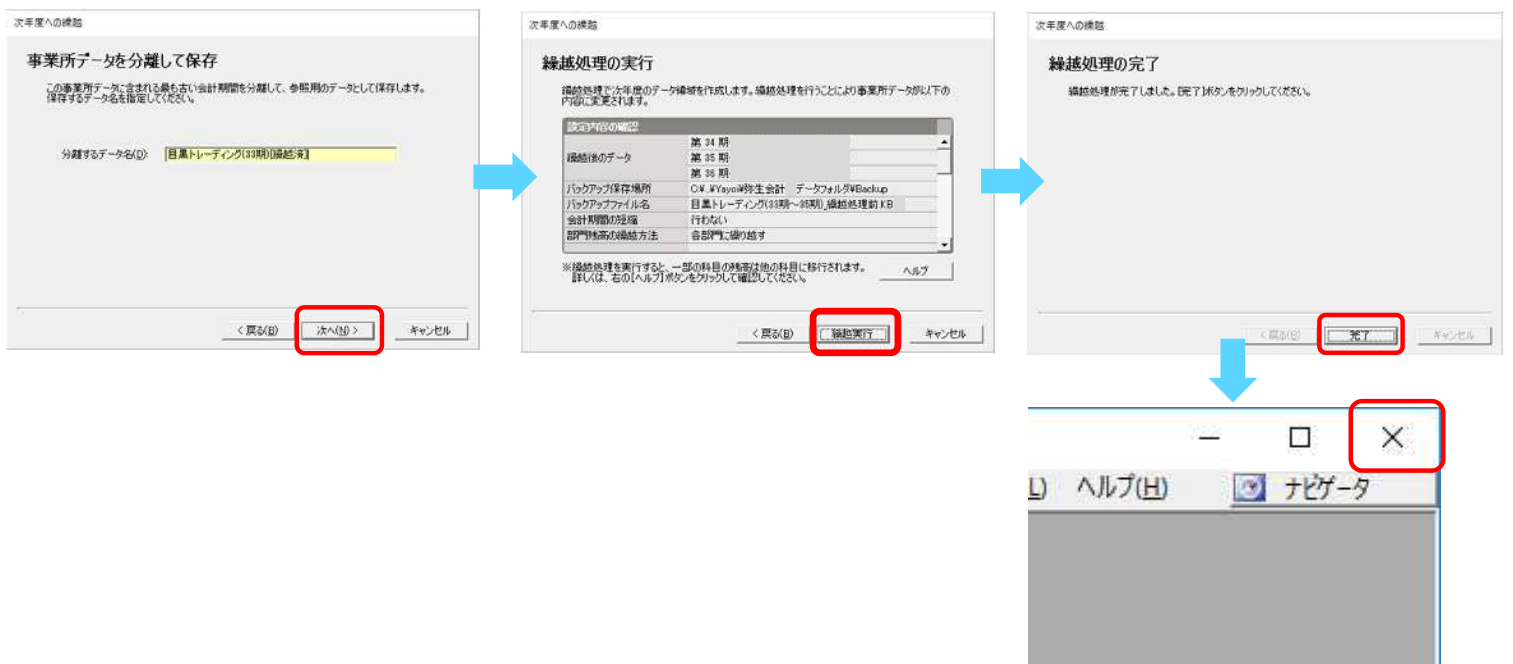 次年度への繰越
事業所データを分離して保存
この事業所データに含まれる最も古い会計期間を分離して、参照用のデータとして保存します。
保存するデータ名を指定してください。
分離するデータ名(D):
目黒トレーディング(33期)[繰越済]
< 戻る(B)
次へ(N) >
キャンセル
次年度への繰越
繰越処理の実行
繰越処理で次年度のデータ領域を作成します。繰越処理を行うことにより事業所データが以下の
内容に変更されます。
設定内容の確認
繰越後のデータ
第 34 期
第 35 期
第 36 期
バックアップ保存場所
C:¥..¥Yayoi¥弥生会計 データフォルダ¥Backup
バックアップファイル名
目黒トレーディング(33期～35期)_繰越処理前.KB
会計期間の短縮
行わない
部門残高の繰越方法
各部門に繰り越す
※繰越処理を実行すると、一部の科目の残高は他の科目に移行されます。
詳しくは、右の[ヘルプ]ボタンをクリックして確認してください。
ヘルプ
< 戻る(B)
繰越実行
キャンセル
次年度への繰越
繰越処理の完了
繰越処理が完了しました。[完了]ボタンをクリックしてください。
< 戻る(B)
完了
キャンセル
L) ヘルプ(H)
ナビゲータ